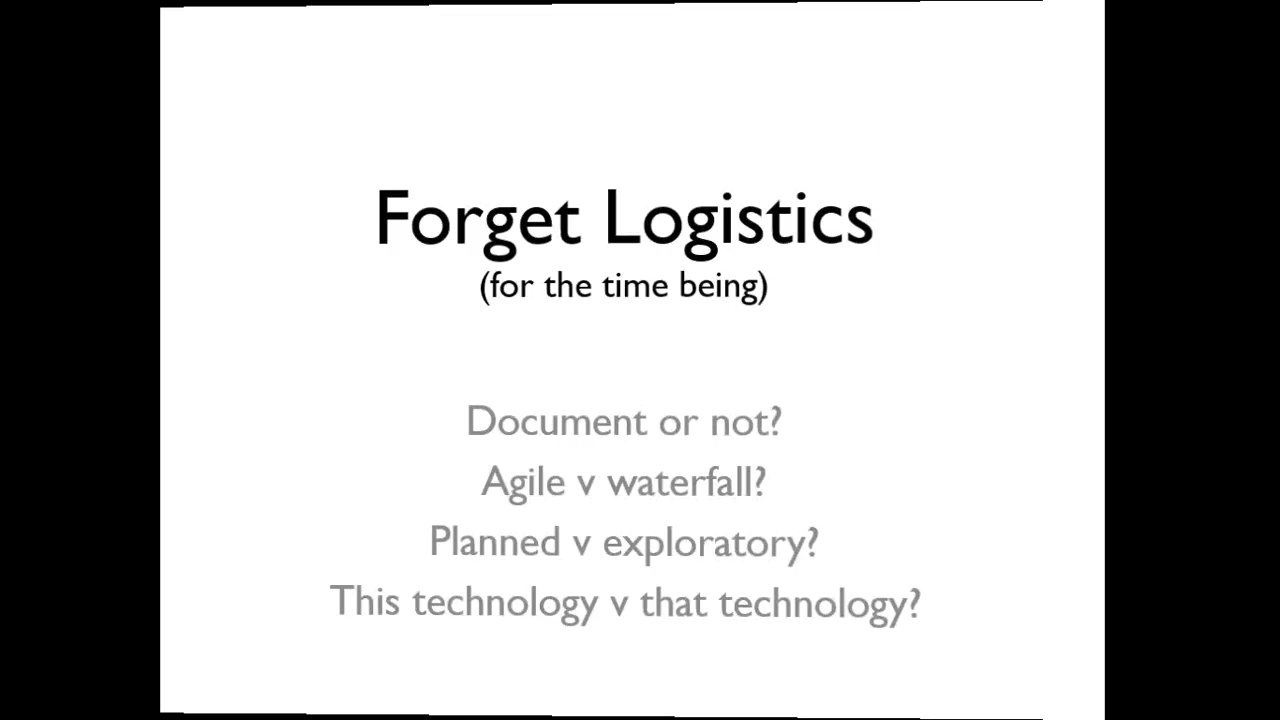 Forget Logistics
(for the time being)
Document or not?
Agile v waterfall?
Planned v exploratory?
This technology v that technology?